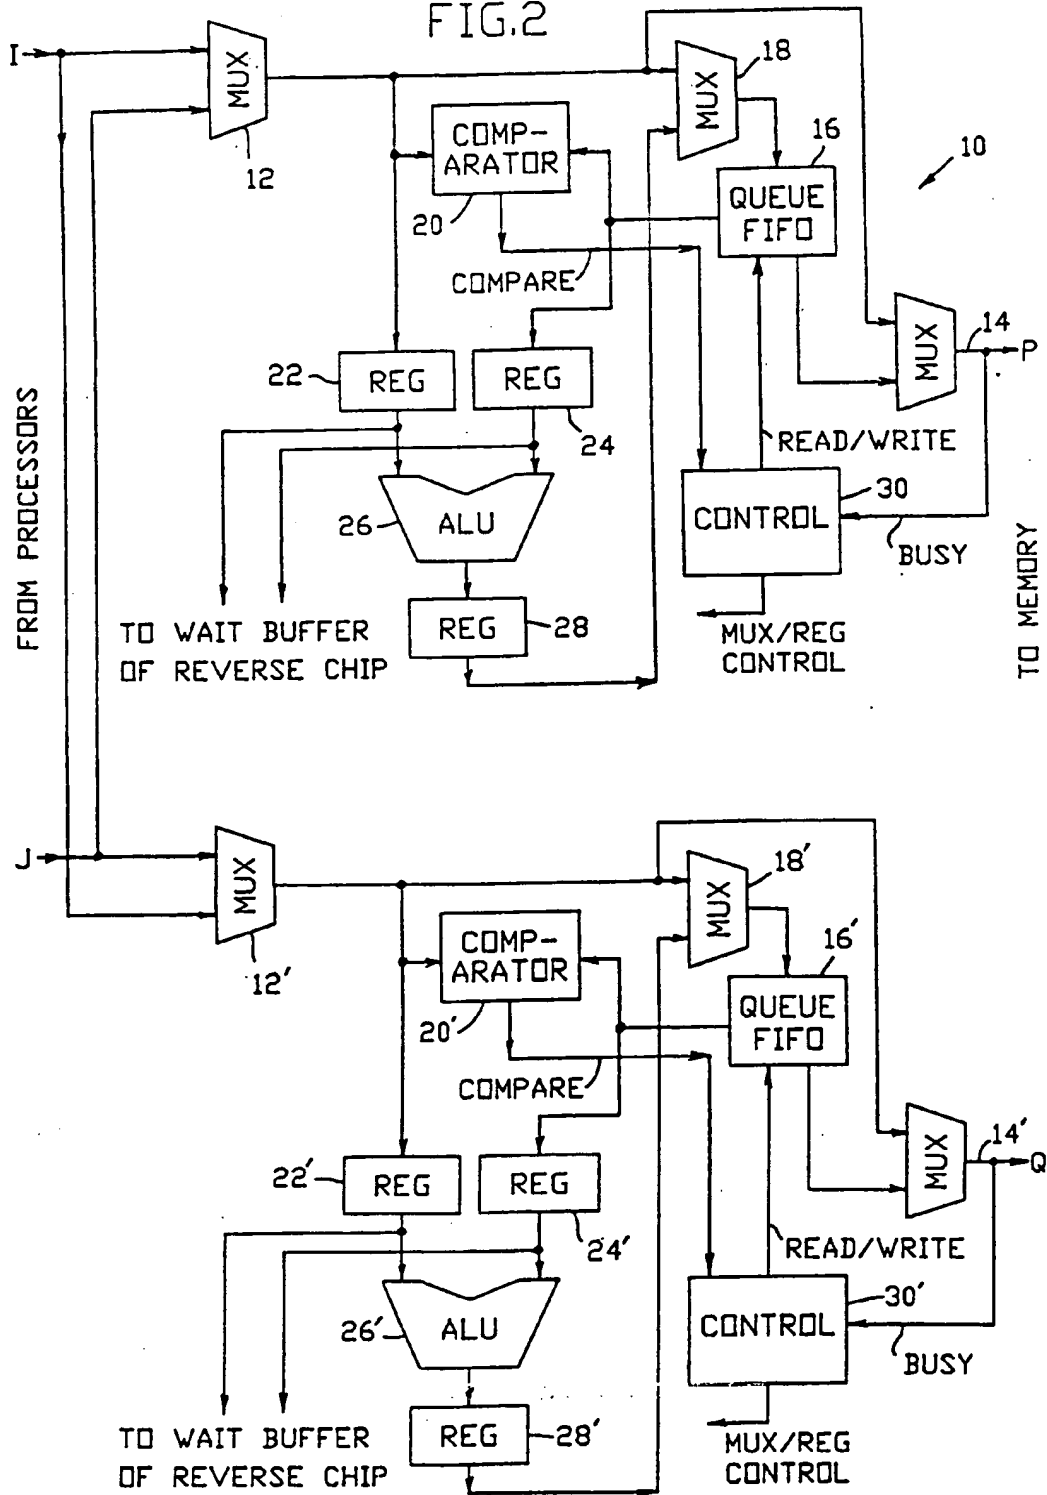 FIG.2
I
MUX
12
MUX
18
COMP-
ARATOR
20
16
QUEUE
FIFO
10
COMPARE
MUX
14
P
22
REG
REG
24
READ/WRITE
FROM PROCESSORS
26
ALU
CONTROL
30
BUSY
TO MEMORY
TO WAIT BUFFER
OF REVERSE CHIP
REG
28
MUX/REG
CONTROL
J
MUX
12'
MUX
18'
COMP-
ARATOR
20'
16'
QUEUE
FIFO
COMPARE
MUX
14'
Q
22'
REG
REG
24'
READ/WRITE
26'
ALU
CONTROL
30'
BUSY
TO WAIT BUFFER
OF REVERSE CHIP
REG
28'
MUX/REG
CONTROL